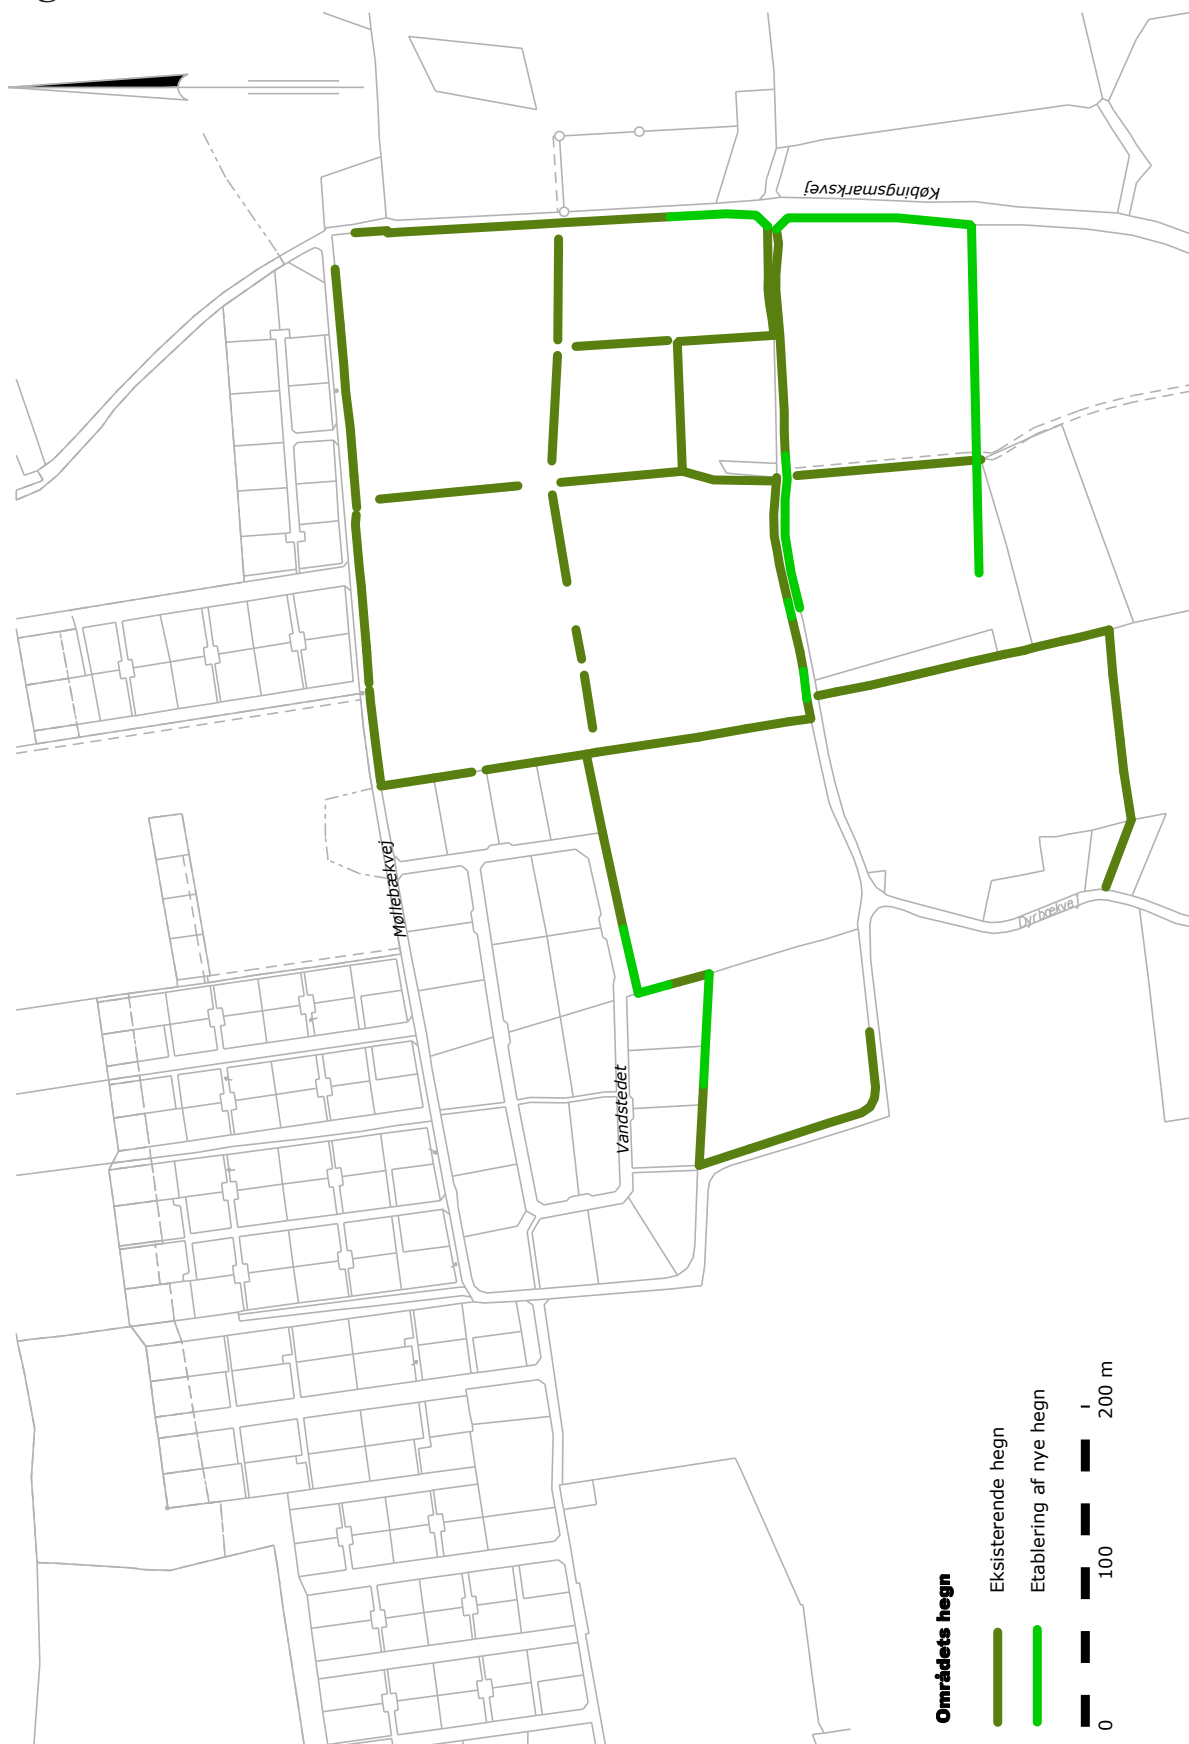 Købingsmarksvej
Møllebækvej
Dyrbækvej
Vandstedet
Områdets hegn
Eksisterende hegn
Etablering af nye hegn
0 100 200 m